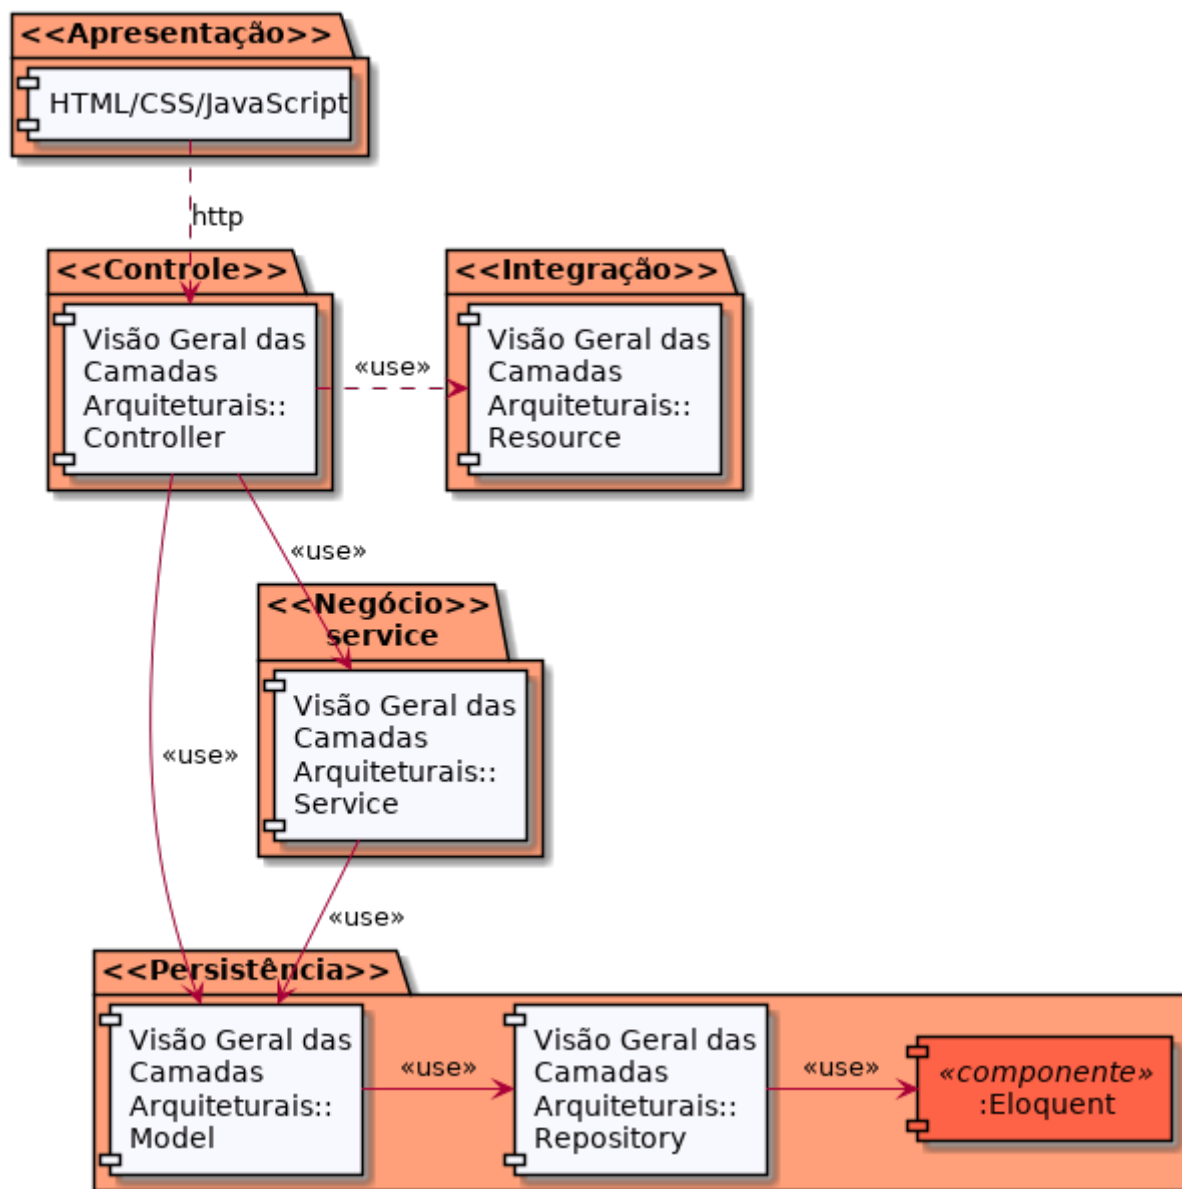 <<Apresentação>>
HTML/CSS/JavaScript
http
<<Controle>>
Visão Geral das
Camadas
Arquiteturais::
Controller
«use»
<<Integração>>
Visão Geral das
Camadas
Arquiteturais::
Resource
«use»
<<Negócio>>
service
Visão Geral das
Camadas
Arquiteturais::
Service
«use»
«use»
<<Persistência>>
Visão Geral das
Camadas
Arquiteturais::
Model
«use»
Visão Geral das
Camadas
Arquiteturais::
Repository
«use»
«componente»
:Eloquent